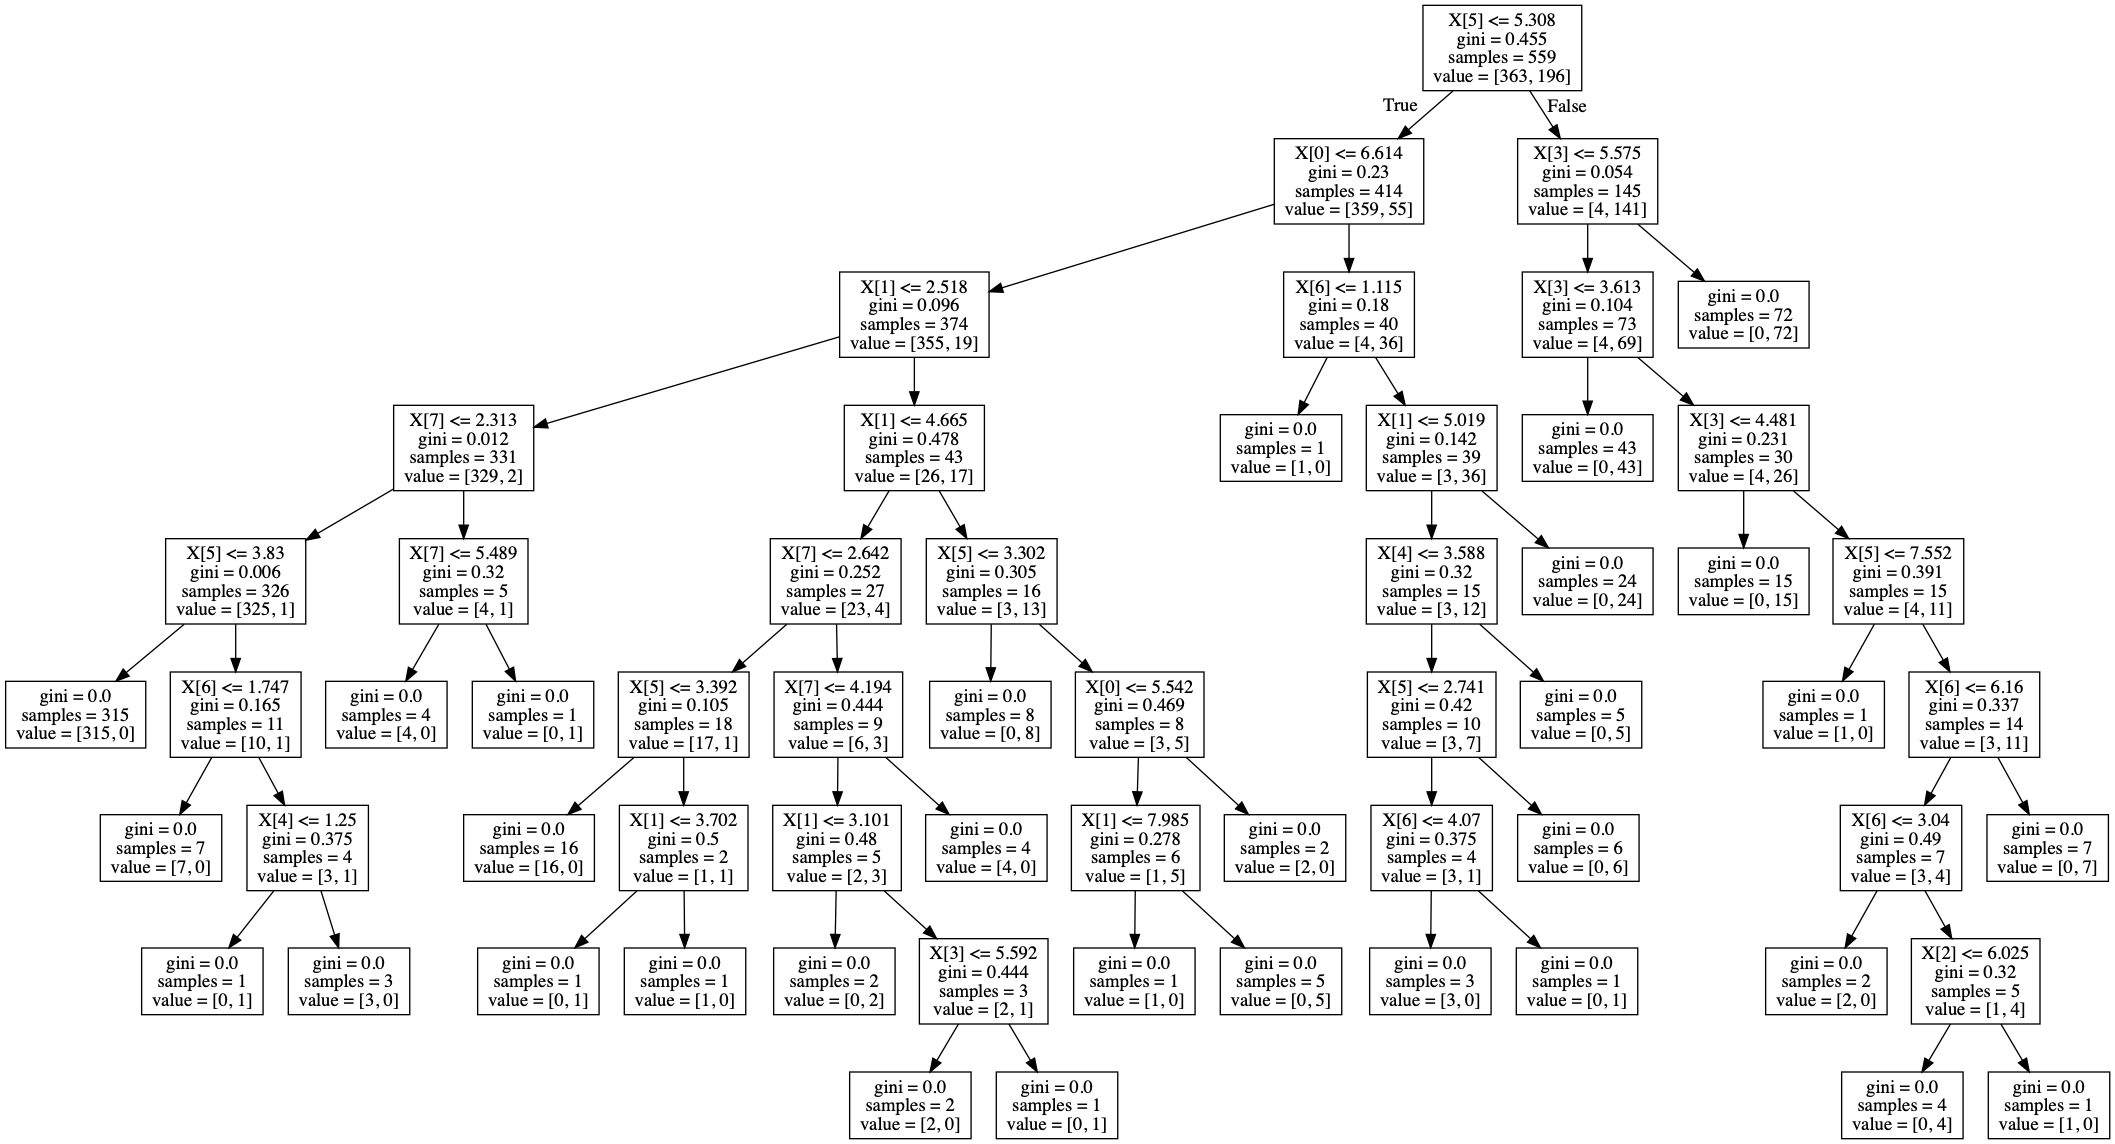 X[5] <= 5.308
gini = 0.455
samples = 559
value = [363, 196]
True
False
X[0] <= 6.614
gini = 0.23
samples = 414
value = [359, 55]
X[3] <= 5.575
gini = 0.054
samples = 145
value = [4, 141]
X[1] <= 2.518
gini = 0.096
samples = 374
value = [355, 19]
X[6] <= 1.115
gini = 0.18
samples = 40
value = [4, 36]
X[3] <= 3.613
gini = 0.104
samples = 73
value = [4, 69]
gini = 0.0
samples = 72
value = [0, 72]
X[7] <= 2.313
gini = 0.012
samples = 331
value = [329, 2]
X[1] <= 4.665
gini = 0.478
samples = 43
value = [26, 17]
gini = 0.0
samples = 1
value = [1, 0]
X[1] <= 5.019
gini = 0.142
samples = 39
value = [3, 36]
gini = 0.0
samples = 43
value = [0, 43]
X[3] <= 4.481
gini = 0.231
samples = 30
value = [4, 26]
X[5] <= 3.83
gini = 0.006
samples = 326
value = [325, 1]
X[7] <= 5.489
gini = 0.32
samples = 5
value = [4, 1]
X[7] <= 2.642
gini = 0.252
samples = 27
value = [23, 4]
X[5] <= 3.302
gini = 0.305
samples = 16
value = [3, 13]
X[4] <= 3.588
gini = 0.32
samples = 15
value = [3, 12]
gini = 0.0
samples = 24
value = [0, 24]
gini = 0.0
samples = 15
value = [0, 15]
X[5] <= 7.552
gini = 0.391
samples = 15
value = [4, 11]
gini = 0.0
samples = 315
value = [315, 0]
X[6] <= 1.747
gini = 0.165
samples = 11
value = [10, 1]
gini = 0.0
samples = 4
value = [4, 0]
gini = 0.0
samples = 1
value = [0, 1]
X[5] <= 3.392
gini = 0.105
samples = 18
value = [17, 1]
X[7] <= 4.194
gini = 0.444
samples = 9
value = [6, 3]
gini = 0.0
samples = 8
value = [0, 8]
X[0] <= 5.542
gini = 0.469
samples = 8
value = [3, 5]
X[5] <= 2.741
gini = 0.42
samples = 10
value = [3, 7]
gini = 0.0
samples = 5
value = [0, 5]
gini = 0.0
samples = 1
value = [1, 0]
X[6] <= 6.16
gini = 0.337
samples = 14
value = [3, 11]
gini = 0.0
samples = 7
value = [7, 0]
X[4] <= 1.25
gini = 0.375
samples = 4
value = [3, 1]
gini = 0.0
samples = 16
value = [16, 0]
X[1] <= 3.702
gini = 0.5
samples = 2
value = [1, 1]
X[1] <= 3.101
gini = 0.48
samples = 5
value = [2, 3]
gini = 0.0
samples = 4
value = [4, 0]
X[1] <= 7.985
gini = 0.278
samples = 6
value = [1, 5]
gini = 0.0
samples = 2
value = [2, 0]
X[6] <= 4.07
gini = 0.375
samples = 4
value = [3, 1]
gini = 0.0
samples = 6
value = [0, 6]
X[6] <= 3.04
gini = 0.49
samples = 7
value = [3, 4]
gini = 0.0
samples = 7
value = [0, 7]
gini = 0.0
samples = 1
value = [0, 1]
gini = 0.0
samples = 3
value = [3, 0]
gini = 0.0
samples = 1
value = [0, 1]
gini = 0.0
samples = 1
value = [1, 0]
gini = 0.0
samples = 2
value = [0, 2]
X[3] <= 5.592
gini = 0.444
samples = 3
value = [2, 1]
gini = 0.0
samples = 1
value = [1, 0]
gini = 0.0
samples = 5
value = [0, 5]
gini = 0.0
samples = 3
value = [3, 0]
gini = 0.0
samples = 1
value = [0, 1]
gini = 0.0
samples = 2
value = [2, 0]
X[2] <= 6.025
gini = 0.32
samples = 5
value = [1, 4]
gini = 0.0
samples = 2
value = [2, 0]
gini = 0.0
samples = 1
value = [0, 1]
gini = 0.0
samples = 4
value = [0, 4]
gini = 0.0
samples = 1
value = [1, 0]